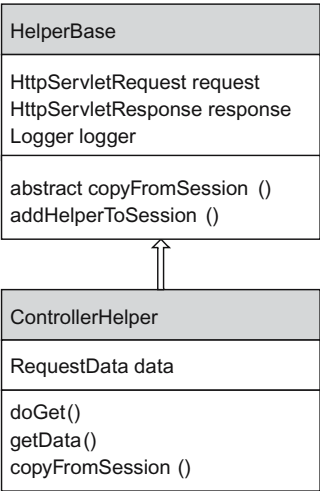 HelperBase
HttpServletRequest request
HttpServletResponse response
Logger logger
abstract copyFromSession ()
addHelperToSession ()
ControllerHelper
RequestData data
doGet()
getData()
copyFromSession ()